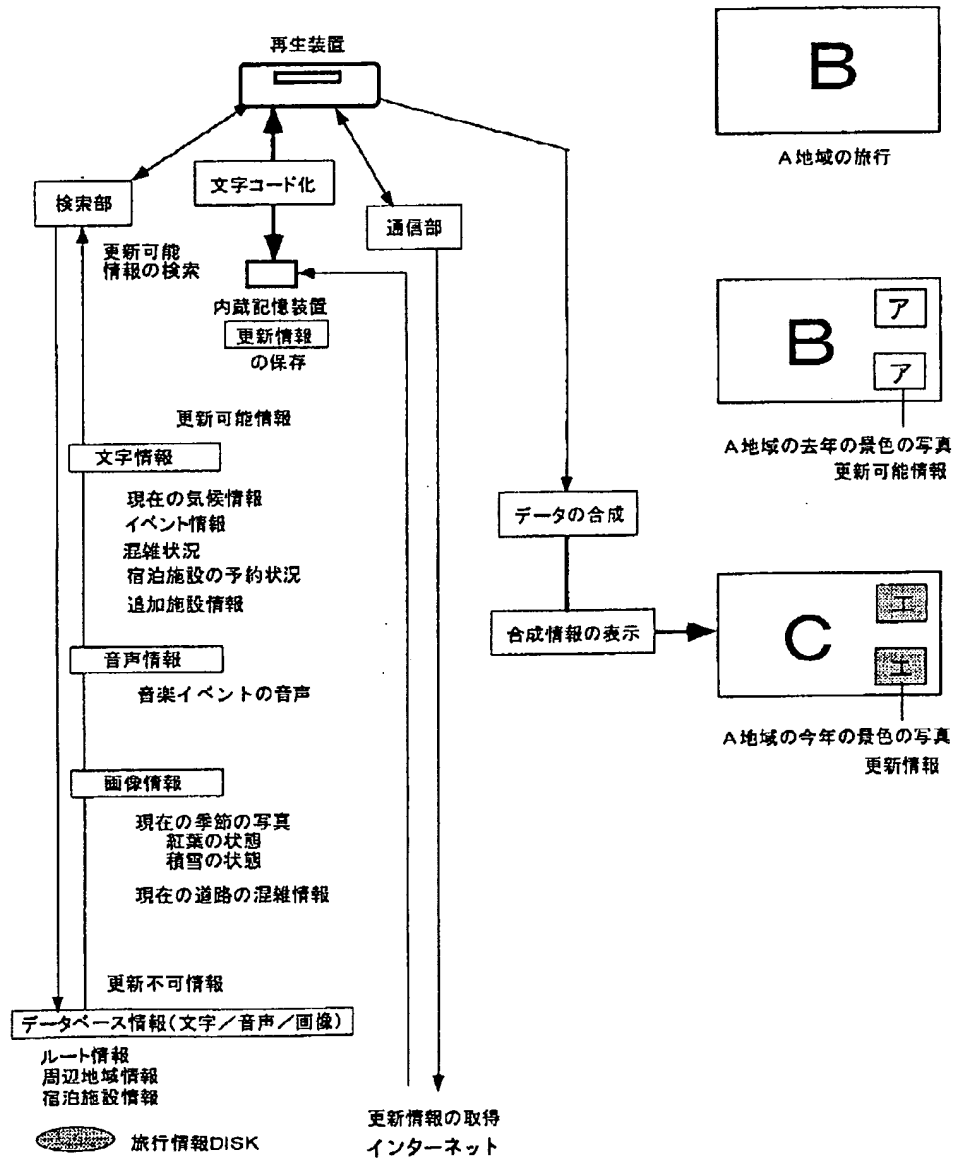 再生装置
B
A地域の旅行
検索部
文字コード化
通信部
更新可能
情報の検索
内蔵記憶装置
更新情報
の保存
B
ア
ア
A地域の去年の景色の写真
更新可能情報
更新可能情報
文字情報
現在の気候情報
イベント情報
混雑状況
宿泊施設の予約状況
追加施設情報
データの合成
合成情報の表示
C
エ
エ
A地域の今年の景色の写真
更新情報
音声情報
音楽イベントの音声
画像情報
現在の季節の写真
紅葉の状態
積雪の状態
現在の道路の混雑情報
更新不可情報
データベース情報(文字/音声/画像)
ルート情報
周辺地域情報
宿泊施設情報
旅行情報DISK
更新情報の取得
インターネット